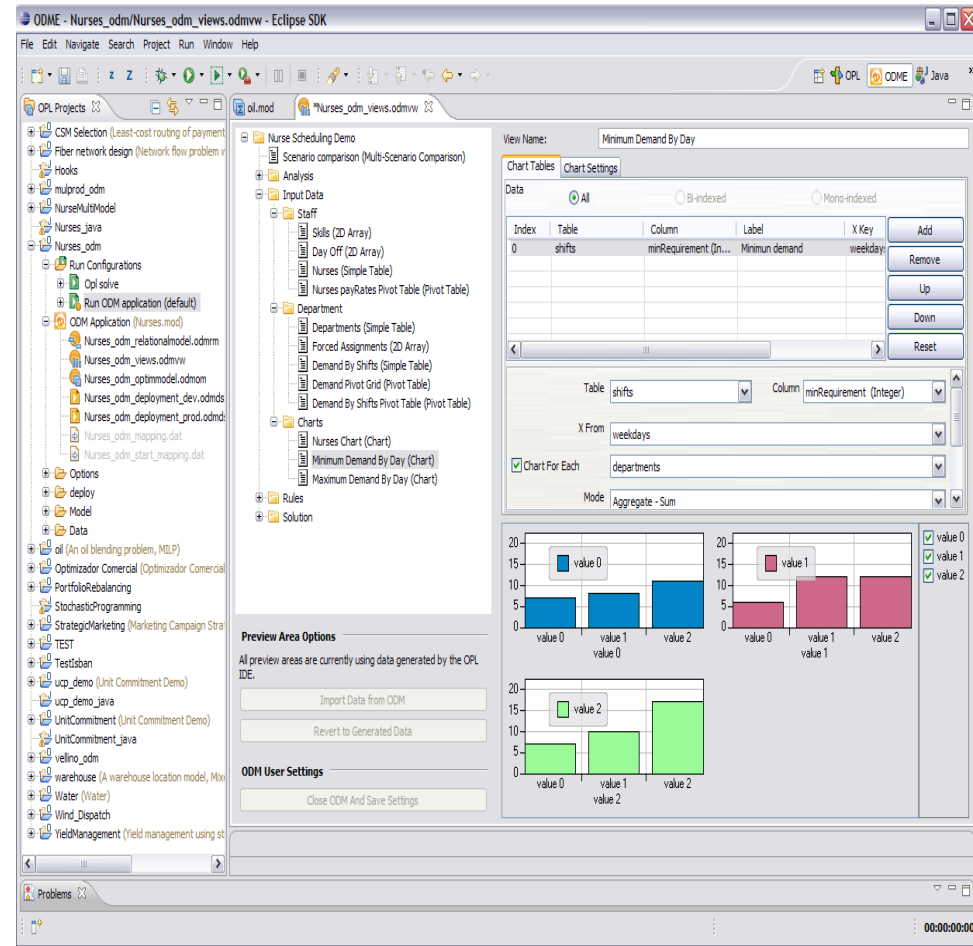 ODME - Nurses_odm/Nurses_odm_views.odmvw - Eclipse SDK
File Edit Navigate Search Project Run Window Help
OPL ODME Java
OPL Projects
CSM Selection (Least-cost routing of payment
Fiber network design (Network flow problem w
Hooks
mulprod_odm
NurseMultiModel
Nurses_java
Nurses_odm
Run Configurations
Opl solve
Run ODM application (default)
ODM Application (Nurses.mod)
Nurses_odm_relationalmodel.odmrm
Nurses_odm_views.odmvw
Nurses_odm_optimmodel.odmom
Nurses_odm_deployment_dev.odmds
Nurses_odm_deployment_prod.odmds
Nurses_odm_mapping.dat
Nurses_odm_start_mapping.dat
Options
deploy
Model
Data
oil (An oil blending problem, MILP)
Optimizador Comercial (Optimizador Comercial
PortfolioRebalancing
StochasticProgramming
StrategicMarketing (Marketing Campaign Stra
TEST
TestIsban
ucp_demo (Unit Commitment Demo)
ucp_demo_java
UnitCommitment (Unit Commitment Demo)
UnitCommitment_java
vellino_odm
warehouse (A warehouse location model, Mix
Water (Water)
Wind_Dispatch
YieldManagement (Yield management using st
oil.mod *Nurses_odm_views.odmvw
Nurse Scheduling Demo
Scenario comparison (Multi-Scenario Comparison)
Analysis
Input Data
Staff
Skills (2D Array)
Day Off (2D Array)
Nurses (Simple Table)
Nurses payRates Pivot Table (Pivot Table)
Department
Departments (Simple Table)
Forced Assignments (2D Array)
Demand By Shifts (Simple Table)
Demand Pivot Grid (Pivot Table)
Demand By Shifts Pivot Table (Pivot Table)
Charts
Nurses Chart (Chart)
Minimum Demand By Day (Chart)
Maximum Demand By Day (Chart)
Rules
Solution
Preview Area Options
All preview areas are currently using data generated by the OPL
IDE.
Import Data from ODM
Revert to Generated Data
ODM User Settings
Close ODM And Save Settings
View Name: Minimum Demand By Day
Chart Tables Chart Settings
Data All Bi-indexed Mono-indexed
Index Table Column Label X Key
0 shifts minRequirement (In... Minimun demand weekday
Add
Remove
Up
Down
Reset
Table shifts Column minRequirement (Integer)
X From weekdays
Chart For Each departments
Mode Aggregate - Sum
20
15
10
5
0
value 0
value 0 value 1 value 2
value 0
20
15
10
5
0
value 1
value 0 value 1 value 2
value 1
value 0
value 1
value 2
20
15
10
5
0
value 2
value 0 value 1 value 2
value 2
Problems
00:00:00:00